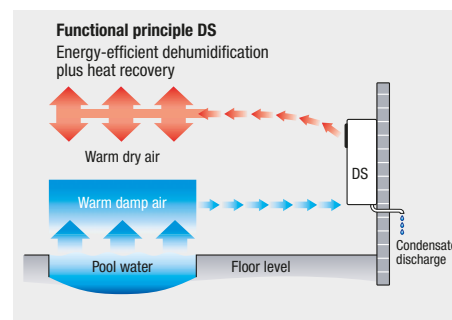 Functional principle DS
Energy-efficient dehumidification
plus heat recovery
Warm dry air
DS
Warm damp air
Condensate
discharge
Pool water
Floor level